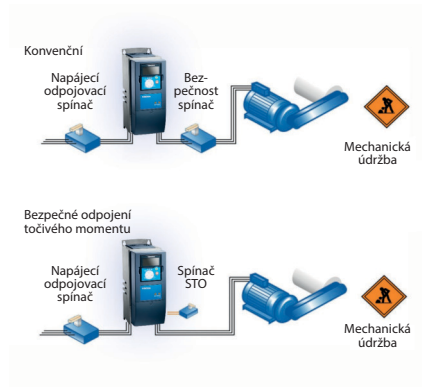 Konvenční
Napájecí
odpojovací
spínač
Bez-
pečnost
spínač
Mechanická
údržba
Bezpečné odpojení
točivého momentu
Napájecí
odpojovací
spínač
Spínač
STO
Mechanická
údržba